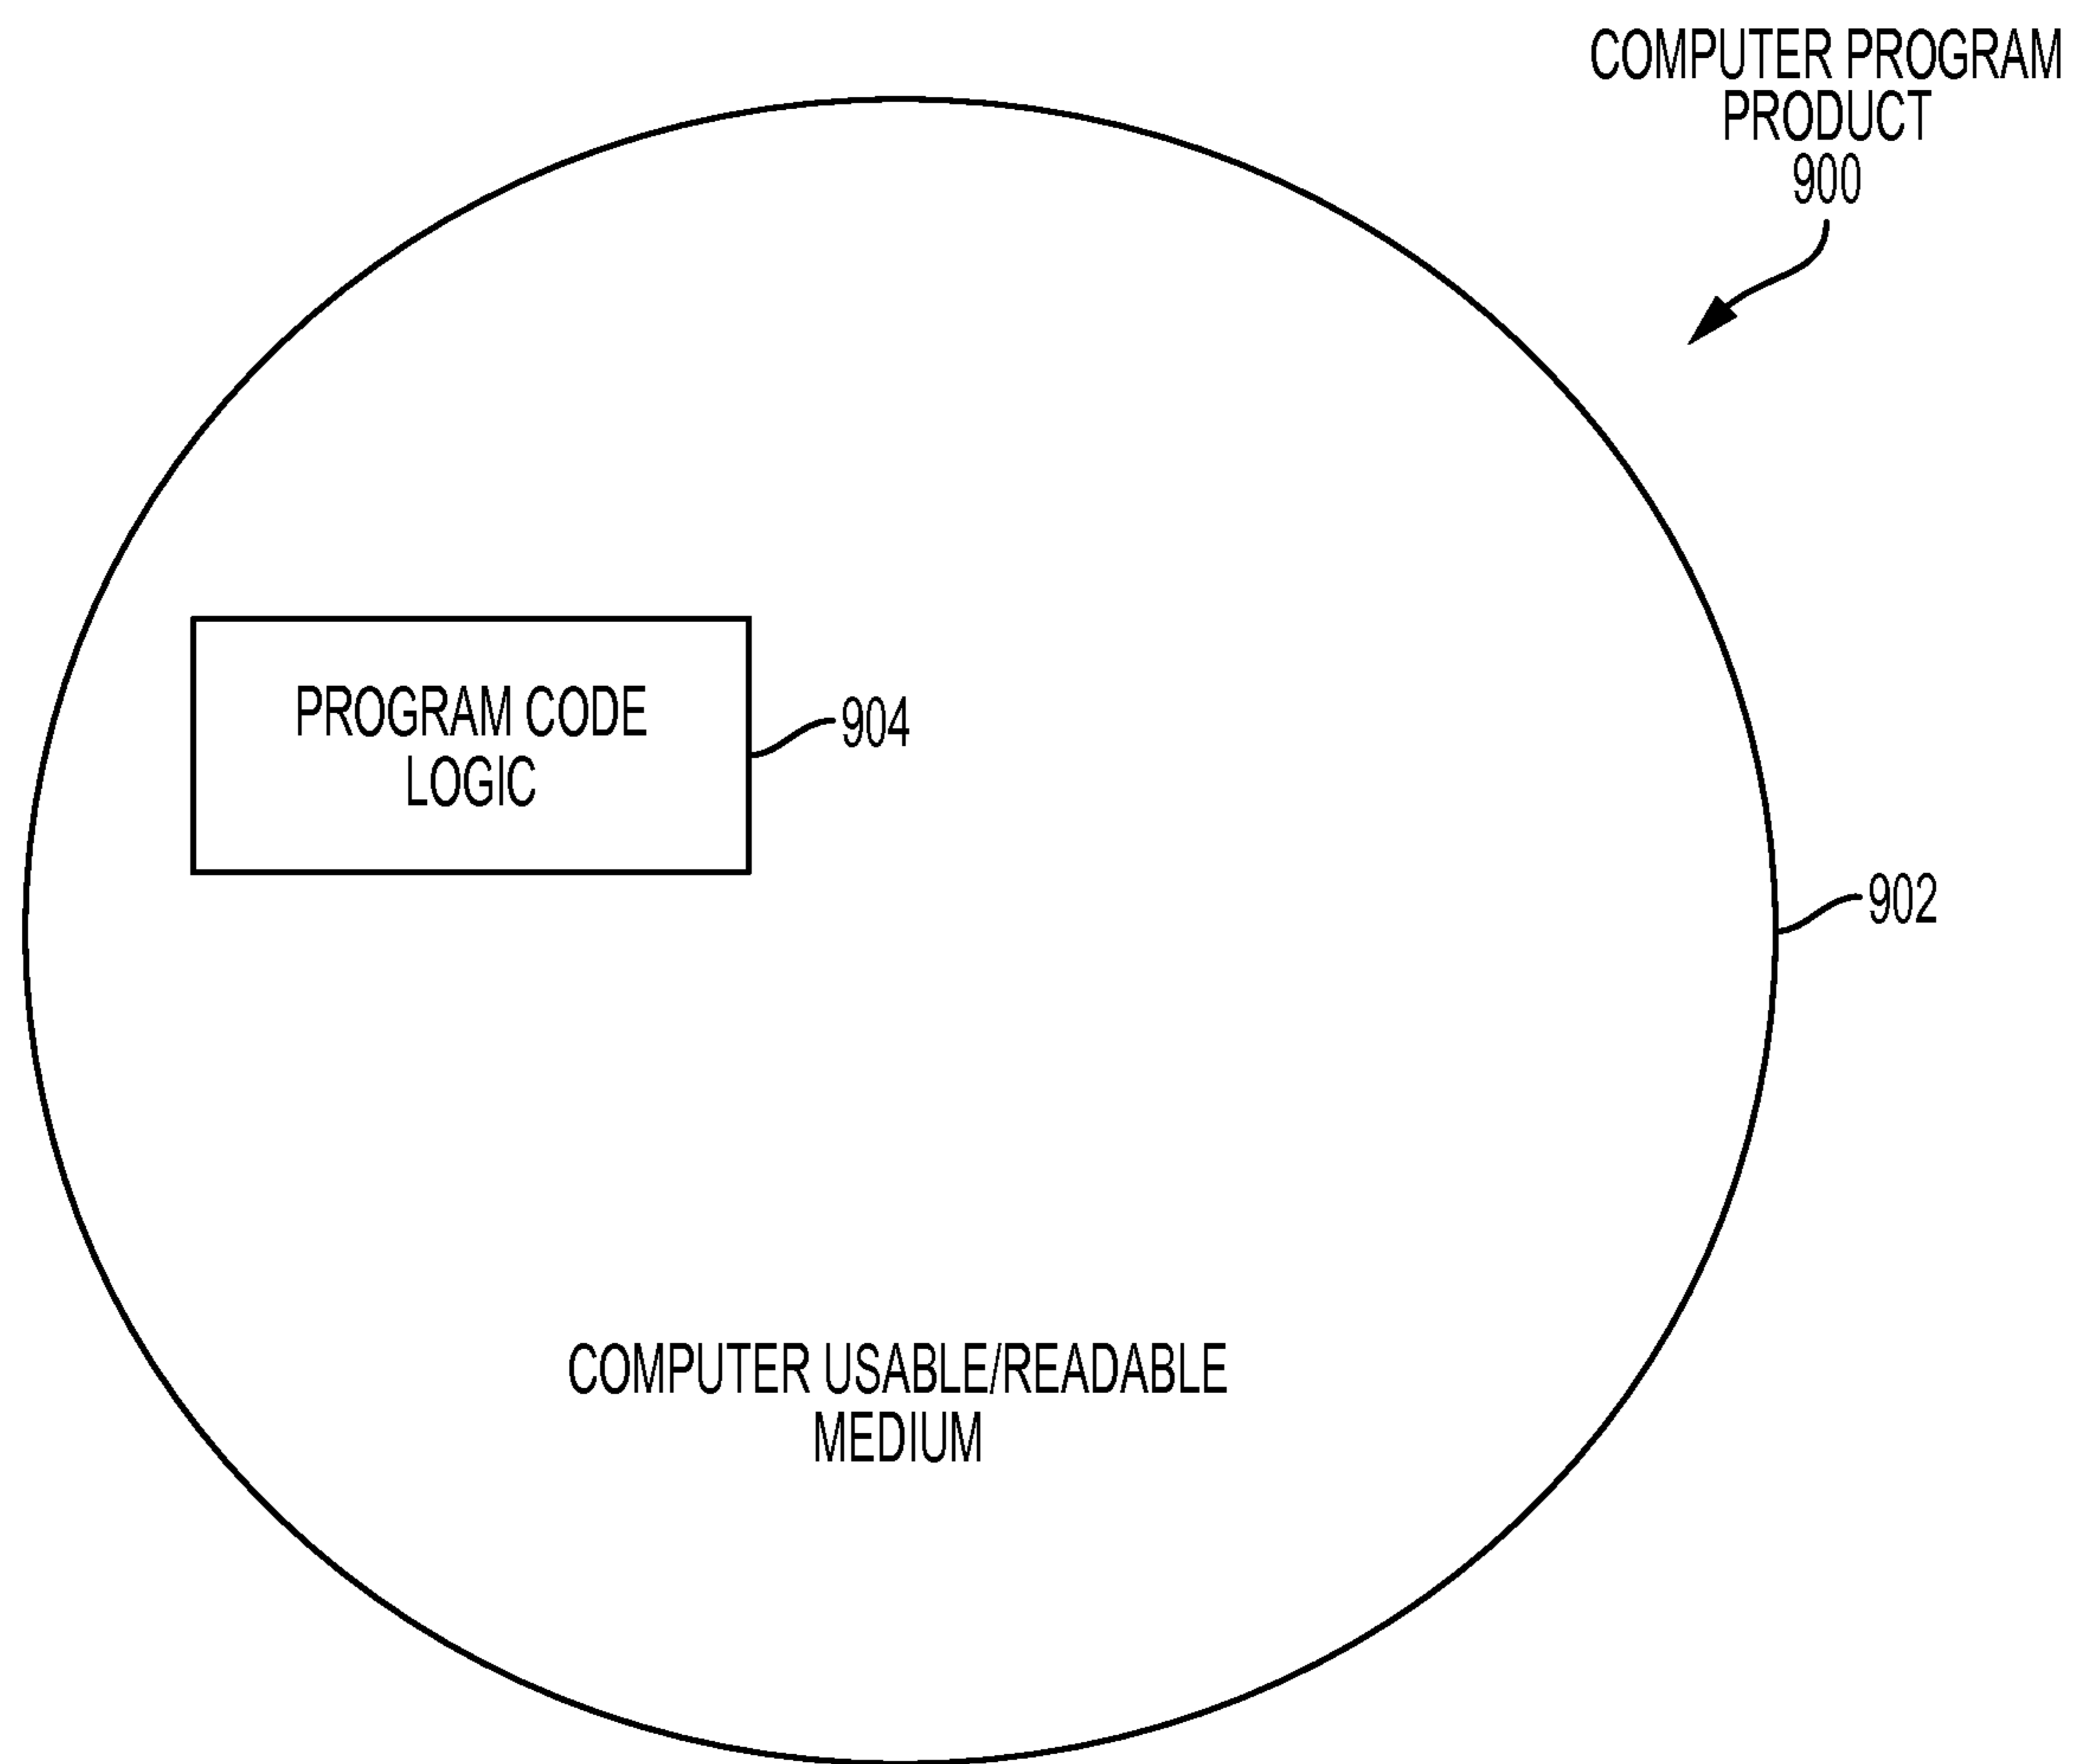 COMPUTER PROGRAM
PRODUCT
900
PROGRAM CODE
LOGIC
904
902
COMPUTER USABLE/READABLE
MEDIUM